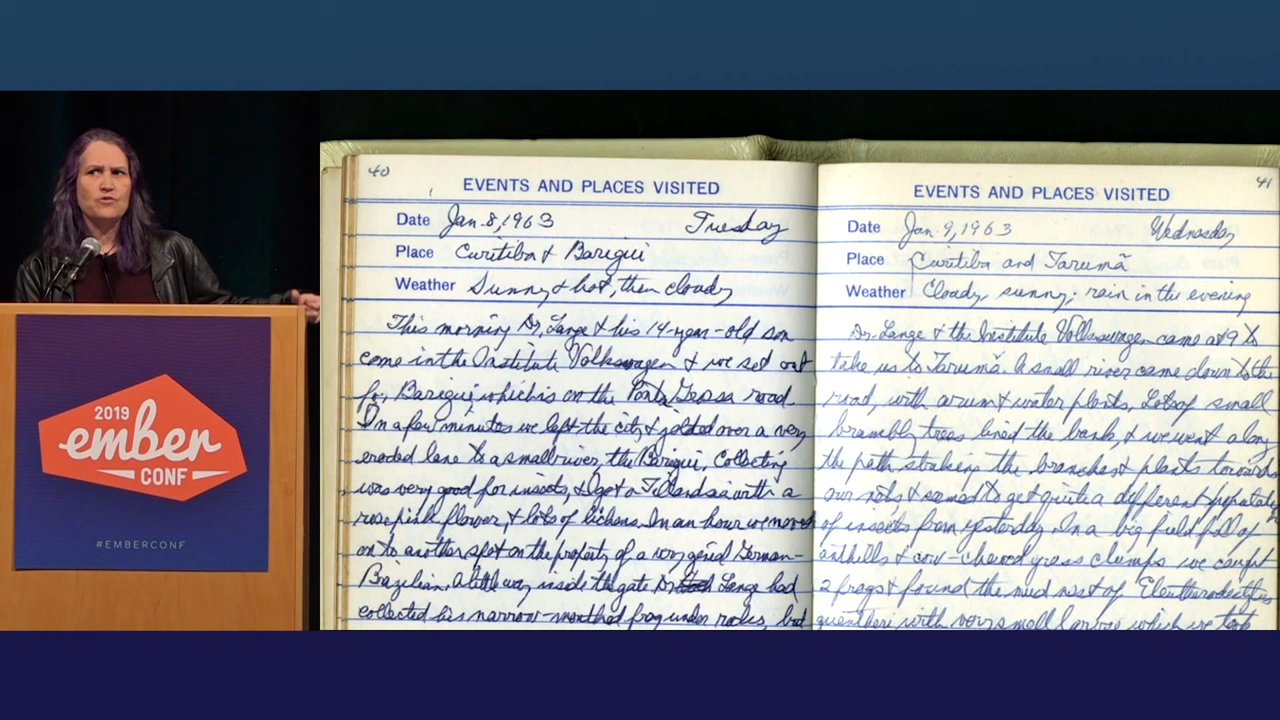 2019
ember
CONF
#EMBERCONF
40
EVENTS AND PLACES VISITED
Date Jan. 8, 1963 Tuesday
Place Curitiba & Barigui
Weather Sunny & hot, then cloudy
This morning Dr. Lange & his 14-year-old son
come in the Institute Volkswagen & we set out
for Barigui which is on the Ponta Grossa road.
In a few minutes we left the city & jolted over a very
eroded lane to a small river, the Barigui. Collecting
was very good for insects, & I got a Tillandsia with a
rose pink flower & lots of lichens. In an hour we moved
on to another spot on the property of a very genial German-
Brazilian. A little way inside the gate Dr. Lange had
collected his narrow-mouthed frog under rocks, but
41
EVENTS AND PLACES VISITED
Date Jan. 9, 1963 Wednesday
Place Curitiba and Tarumã
Weather Cloudy, sunny; rain in the evening
Dr. Lange & the Institute Volkswagen came at 9 to
take us to Tarumã. A small river came down to the
road, with arum & water plants. Lots of small
brambly trees lined the bank, & we went along
the path, stroking the branches & plants toward
our nets, & seemed to get quite a different
of insects from yesterday. In a big field full of
anthills & cow-chewed grass clumps we caught
2 frogs & found the mud nest of Eleutherodactylus
guentheri with very small larvae which we took